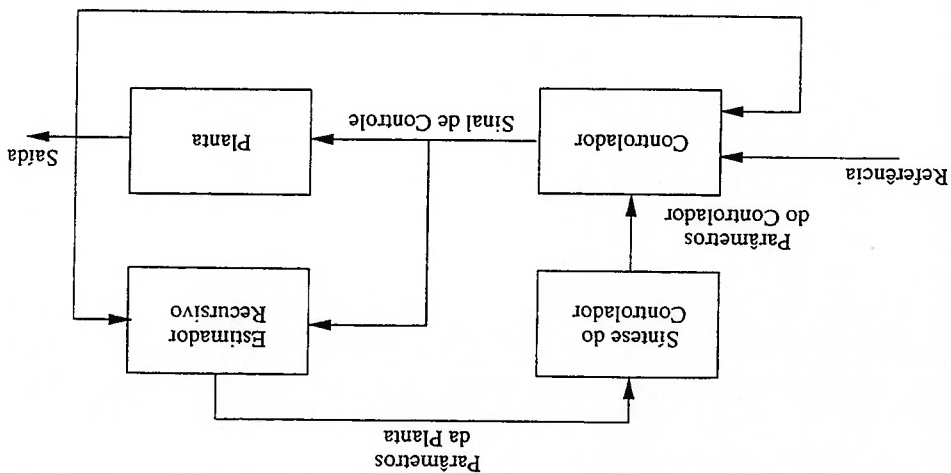 Parâmetros
da Planta
Síntese do
Controlador
Estimador
Recursivo
Parâmetros
do Controlador
Referência
Controlador
Sinal de Controle
Planta
Saída